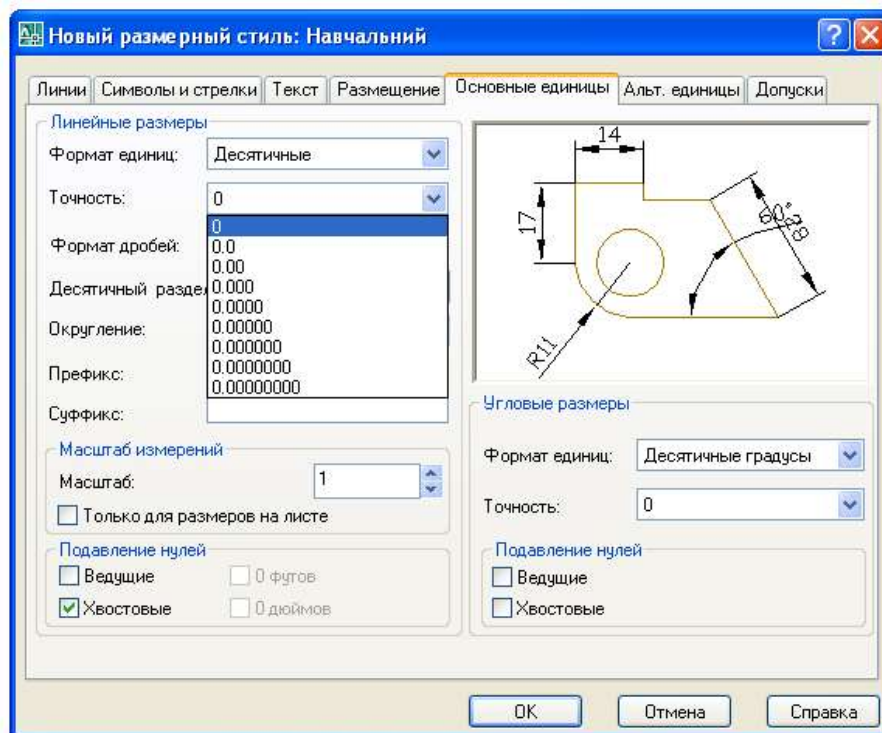 Новый размерный стиль: Навчальний
Линии Символы и стрелки Текст Размещение Основные единицы Альт. единицы Допуски
Линейные размеры
Формат единиц: Десятичные
Точность: 0
0
0.0
0.00
0.000
0.0000
0.00000
0.000000
0.0000000
0.00000000
Формат дробей:
Десятичный разде
Округление:
Префикс:
Суффикс:
Масштаб измерений
Масштаб: 1
Только для размеров на листе
Подавление нулей
Ведущие 0 футов
Хвостовые 0 дюймов
14
17
60°
28
R11
Угловые размеры
Формат единиц: Десятичные градусы
Точность: 0
Подавление нулей
Ведущие
Хвостовые
OK Отмена Справка